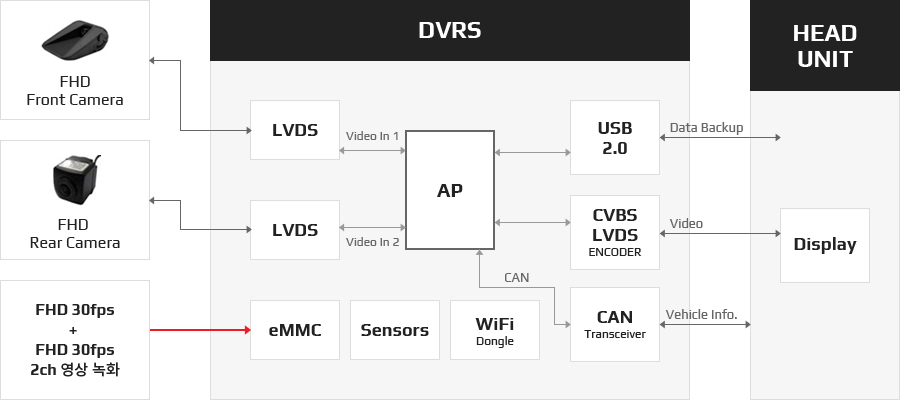 FHD
Front Camera
FHD
Rear Camera
FHD 30fps
+
FHD 30fps
2ch 영상 녹화
DVRS
LVDS
Video In 1
LVDS
Video In 2
AP
CAN
eMMC
Sensors
WiFi
Dongle
USB
2.0
CVBS
LVDS
ENCODER
CAN
Transceiver
Data Backup
Video
Vehicle Info.
HEAD
UNIT
Display